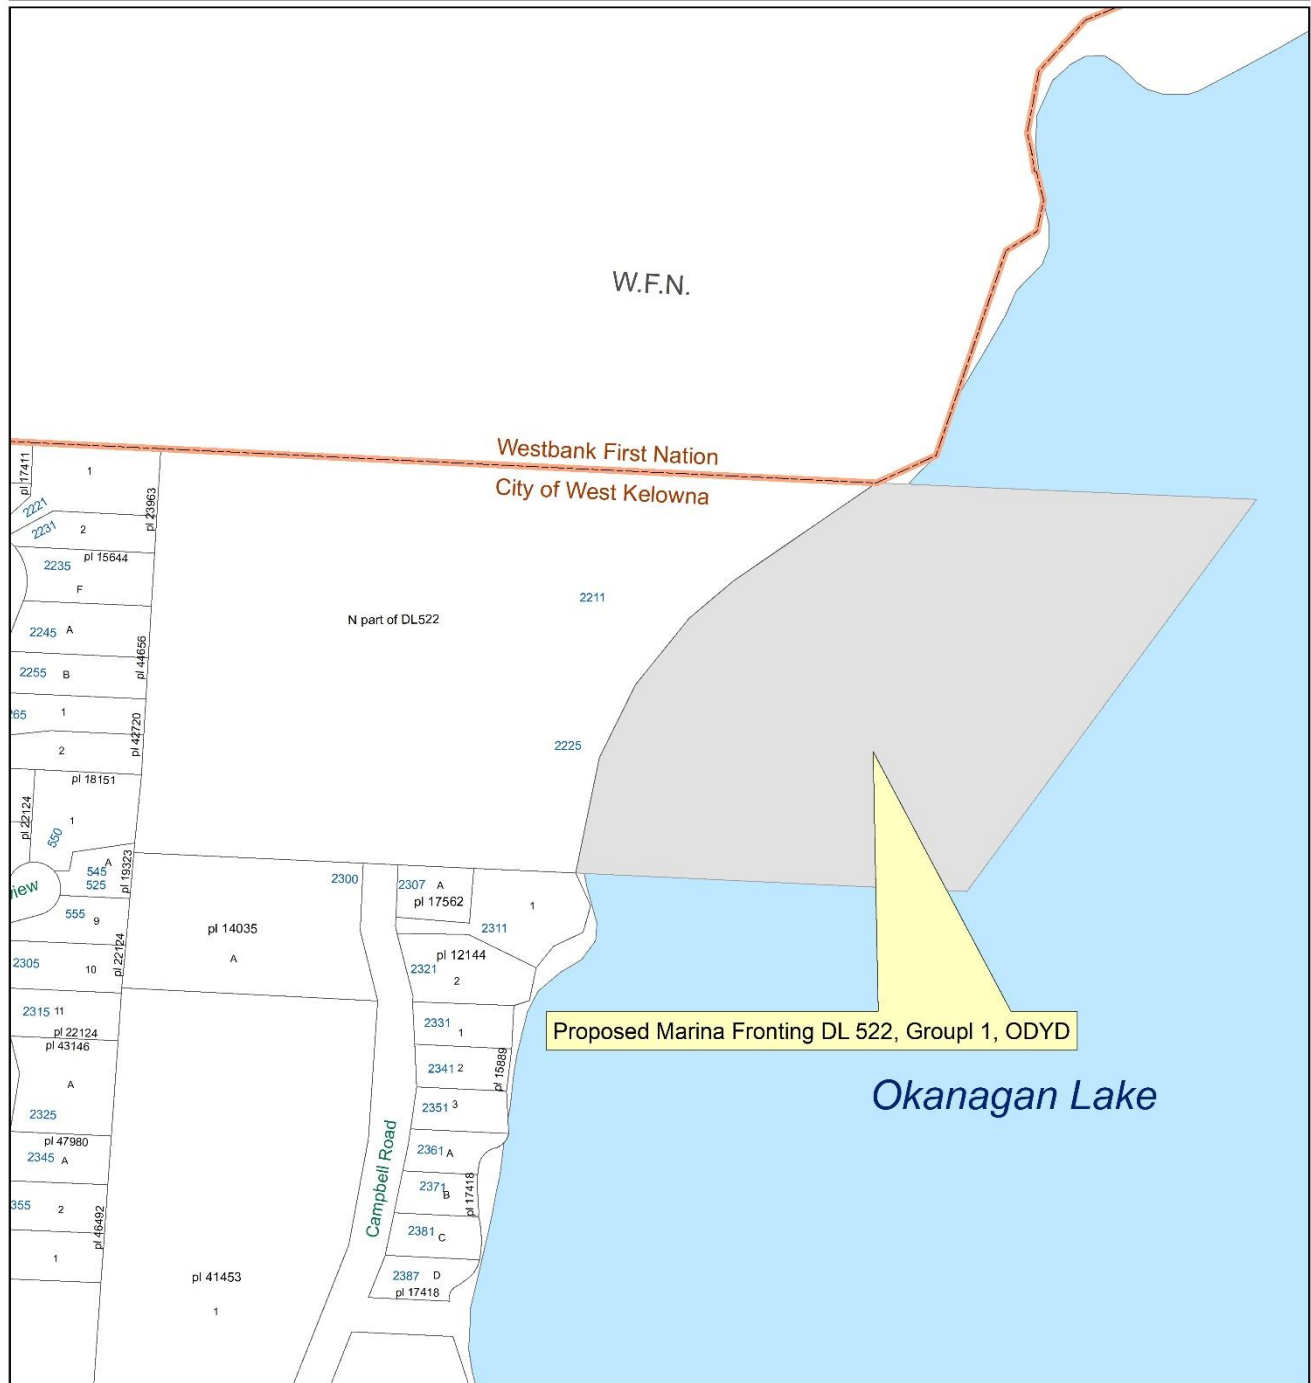 W.F.N.
Westbank First Nation
City of West Kelowna
pl 17411
1
2221
2231
2
pl 23963
2235
pl 15644
F
2211
N part of DL522
2245 A
pl 44656
2255 B
265
1
pl 42720
2
2225
pl 18151
pl 22124
1
550
A
545
525
pl 19323
view
555 9
2300
2307 A
pl 17562
1
2311
pl 14035
A
pl 22124
2305
10
pl 12144
2321
2
2315 11
pl 22124
pl 43146
2331
1
Proposed Marina Fronting DL 522, Groupl 1, ODYD
pl 15889
2341 2
A
Okanagan Lake
2351 3
2325
pl 47980
2345 A
Campbell Road
2361 A
2371
B
pl 17418
355
2
pl 46492
2381 C
1
pl 41453
1
2387 D
pl 17418